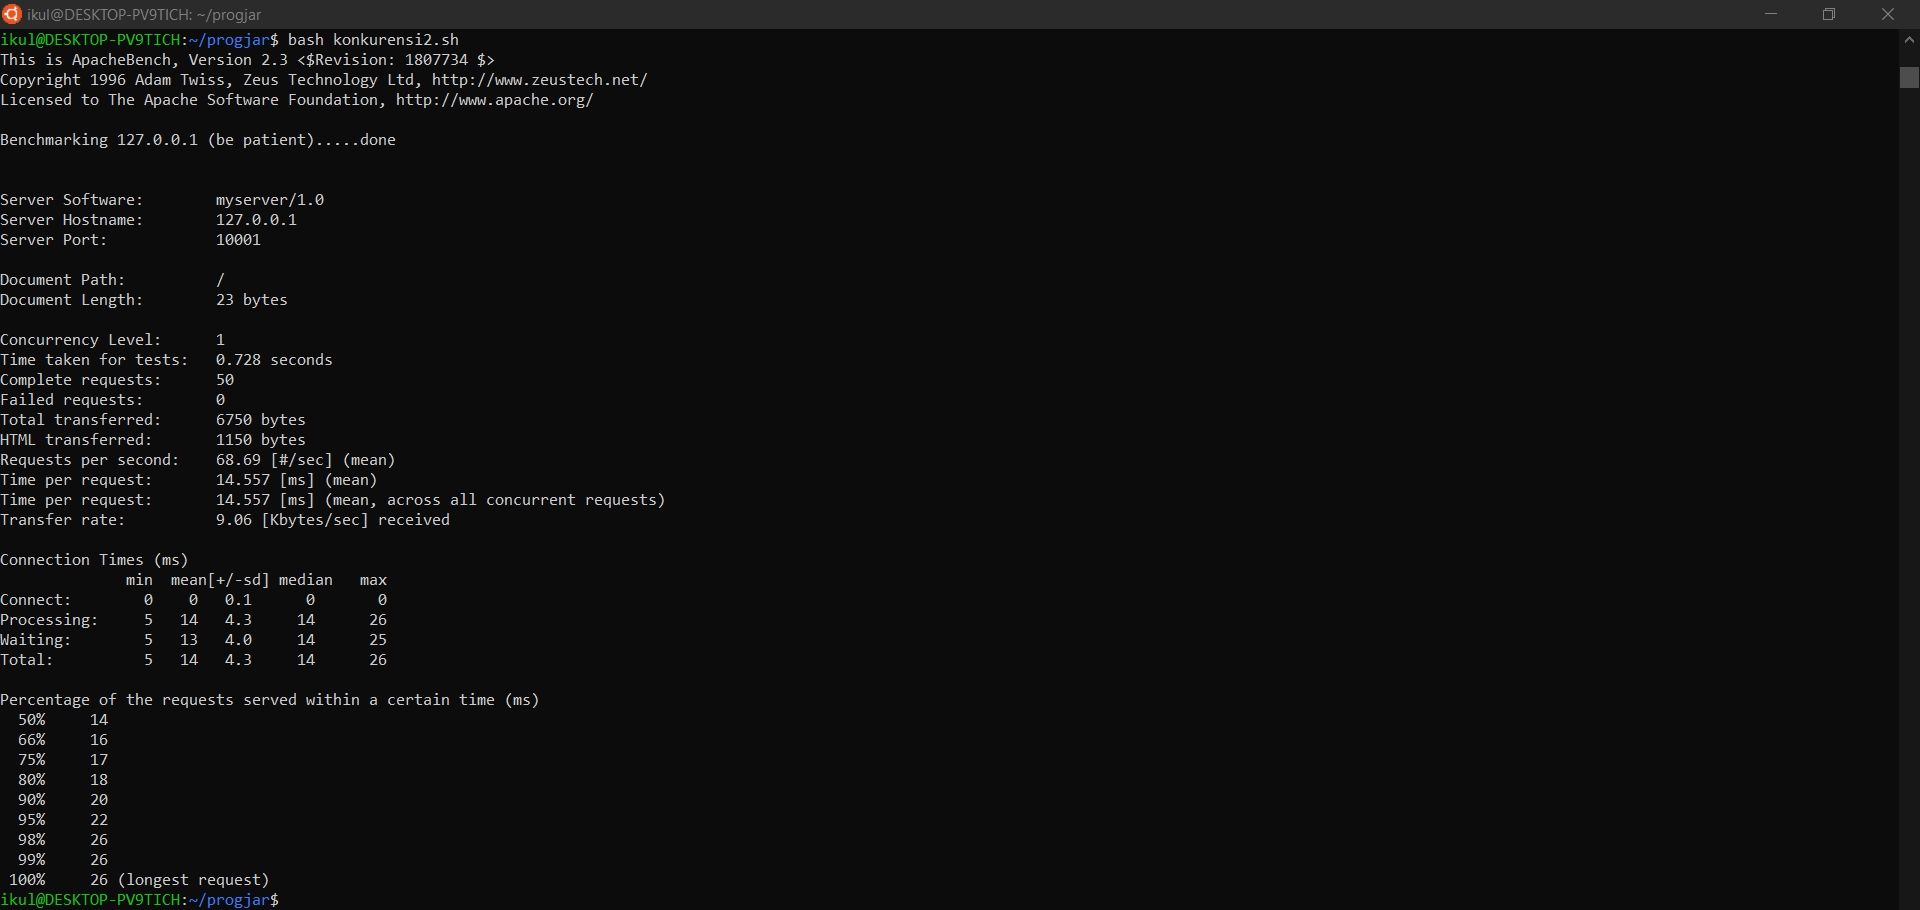 ikul@DESKTOP-PV9TICH: ~/progjar
ikul@DESKTOP-PV9TICH:~/progjar$ bash konkurensi2.sh
This is ApacheBench, Version 2.3 <$Revision: 1807734 $>
Copyright 1996 Adam Twiss, Zeus Technology Ltd, http://www.zeustech.net/
Licensed to The Apache Software Foundation, http://www.apache.org/

Benchmarking 127.0.0.1 (be patient).....done


Server Software:        myserver/1.0
Server Hostname:        127.0.0.1
Server Port:            10001

Document Path:          /
Document Length:        23 bytes

Concurrency Level:      1
Time taken for tests:   0.728 seconds
Complete requests:      50
Failed requests:        0
Total transferred:      6750 bytes
HTML transferred:       1150 bytes
Requests per second:    68.69 [#/sec] (mean)
Time per request:       14.557 [ms] (mean)
Time per request:       14.557 [ms] (mean, across all concurrent requests)
Transfer rate:          9.06 [Kbytes/sec] received

Connection Times (ms)
              min  mean[+/-sd] median   max
Connect:        0    0   0.1      0       0
Processing:     5   14   4.3     14      26
Waiting:        5   13   4.0     14      25
Total:          5   14   4.3     14      26

Percentage of the requests served within a certain time (ms)
  50%     14
  66%     16
  75%     17
  80%     18
  90%     20
  95%     22
  98%     26
  99%     26
 100%     26 (longest request)
ikul@DESKTOP-PV9TICH:~/progjar$